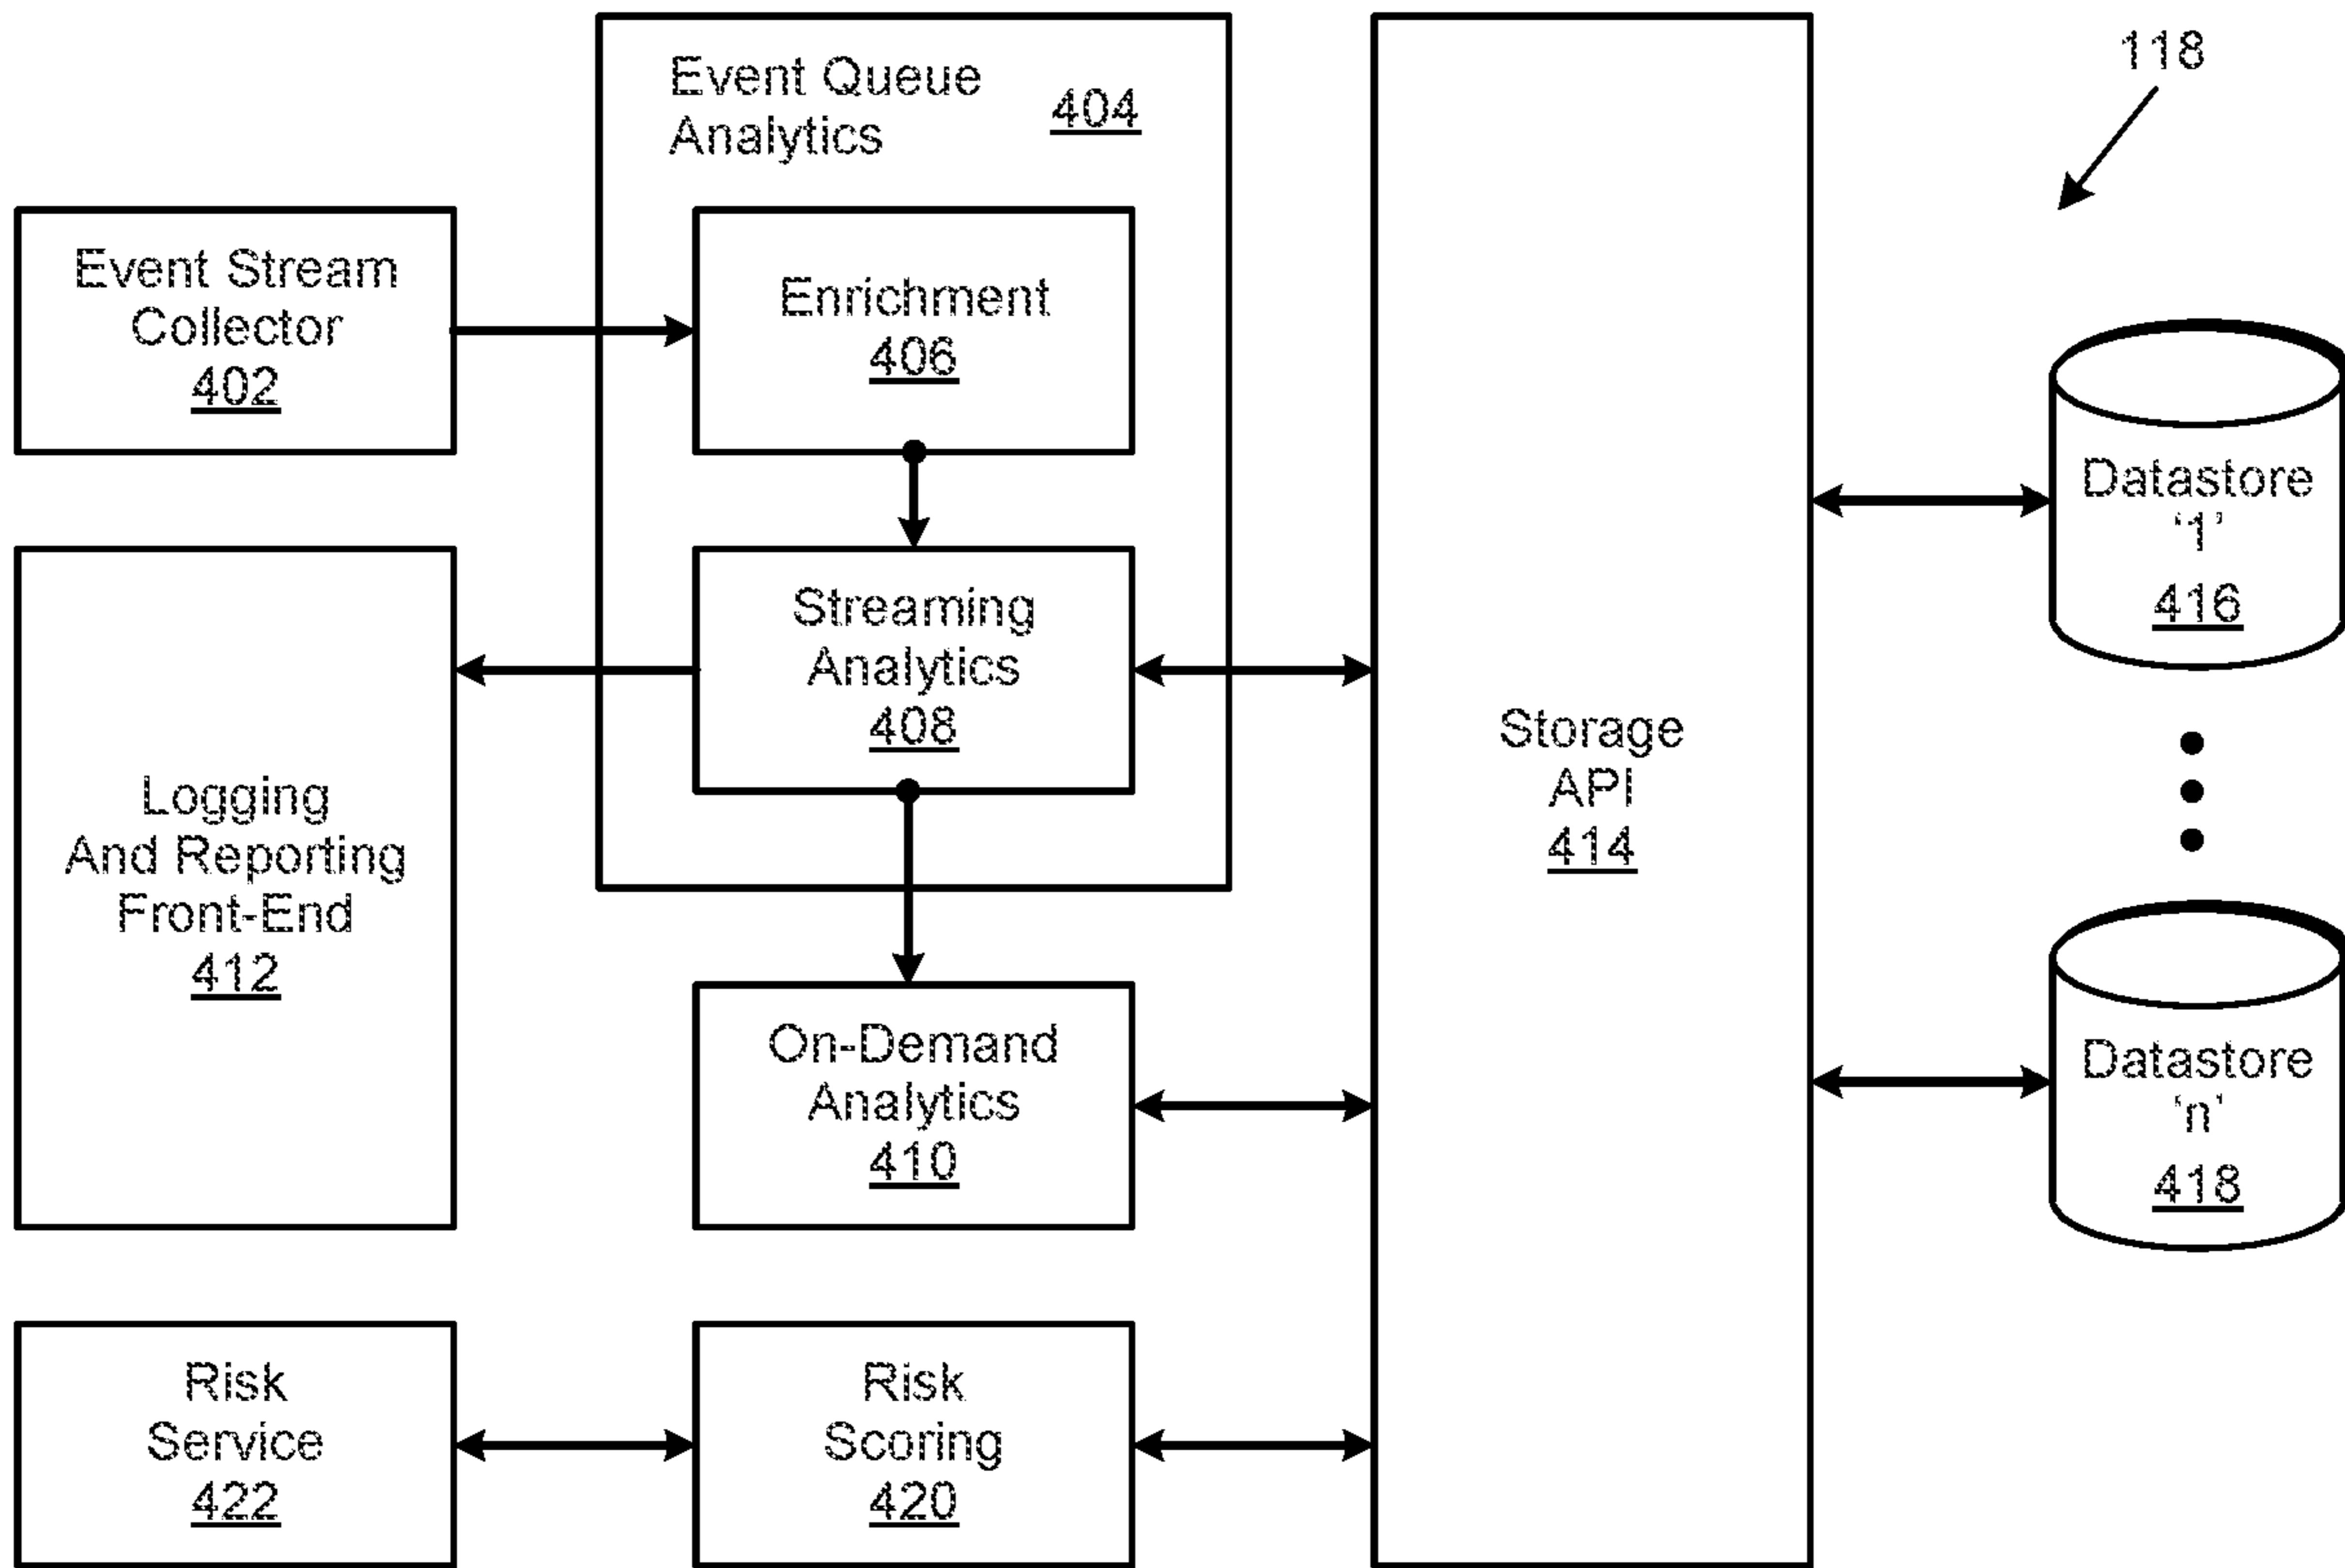 Event Queue
Analytics
404
118
Event Stream
Collector
402
Enrichment
406
Datastore
‘1’
416
Streaming
Analytics
408
Storage
API
414
Logging
And Reporting
Front-End
412
On-Demand
Analytics
410
Datastore
‘n’
418
Risk
Service
422
Risk
Scoring
420